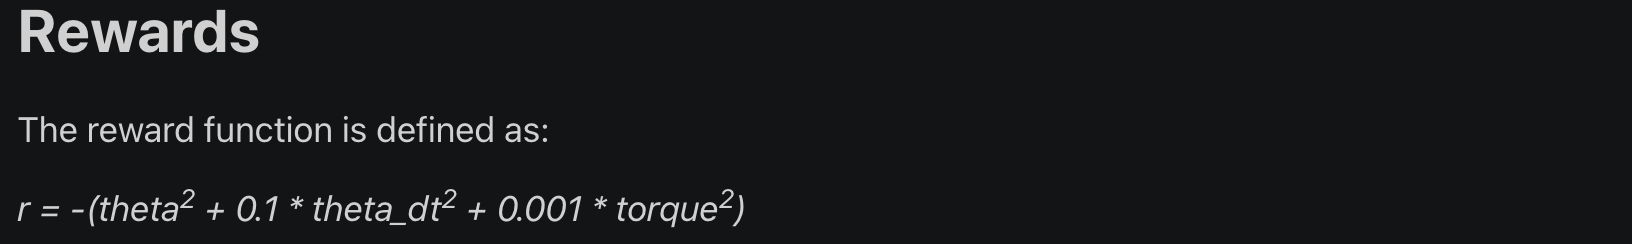 Rewards
The reward function is defined as:
r = -(theta² + 0.1 * theta_dt² + 0.001 * torque²)